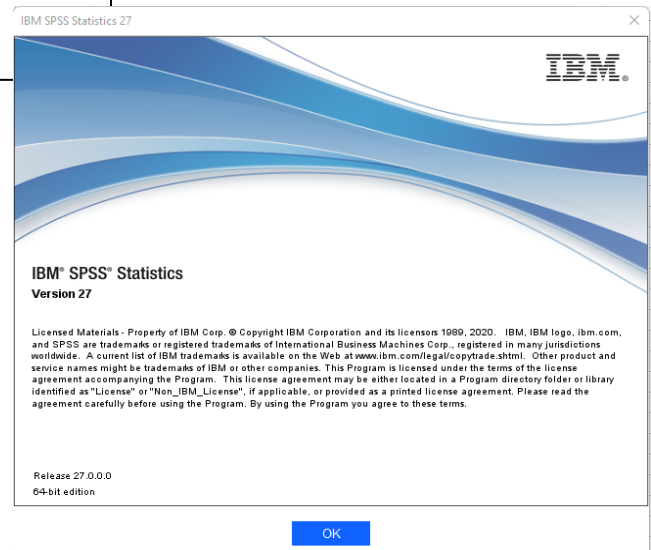 IBM SPSS Statistics 27
IBM®
IBM® SPSS® Statistics
Version 27
Licensed Materials - Property of IBM Corp. © Copyright IBM Corporation and its licensors 1989, 2020. IBM, IBM logo, ibm.com,
and SPSS are trademarks or registered trademarks of International Business Machines Corp., registered in many jurisdictions
worldwide. A current list of IBM trademarks is available on the Web at www.ibm.com/legal/copytrade.shtml. Other product and
service names might be trademarks of IBM or other companies. This Program is licensed under the terms of the license
agreement accompanying the Program. This license agreement may be either located in a Program directory folder or library
identified as "License" or "Non_IBM_License", if applicable, or provided as a printed license agreement. Please read the
agreement carefully before using the Program. By using the Program you agree to these terms.
Release 27.0.0.0
64-bit edition
OK